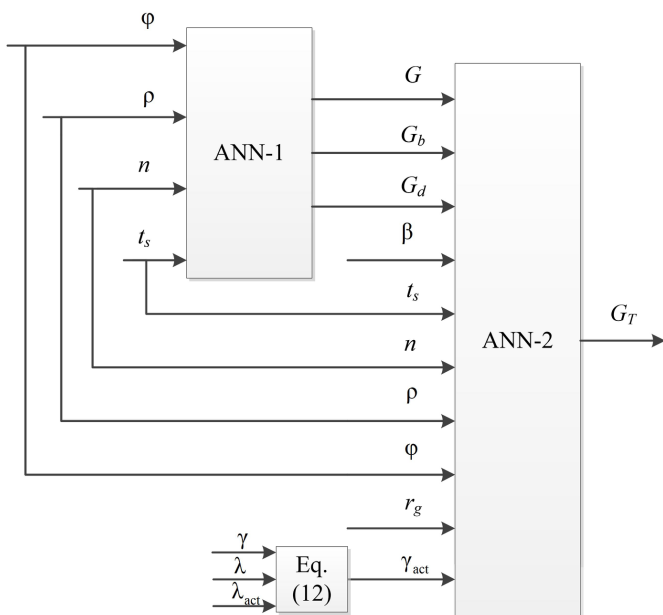 φ
ρ
n
t_s
ANN-1
G
G_b
G_d
β
t_s
n
ρ
φ
r_g
γ_act
ANN-2
G_T
γ
λ
λ_act
Eq.
(12)